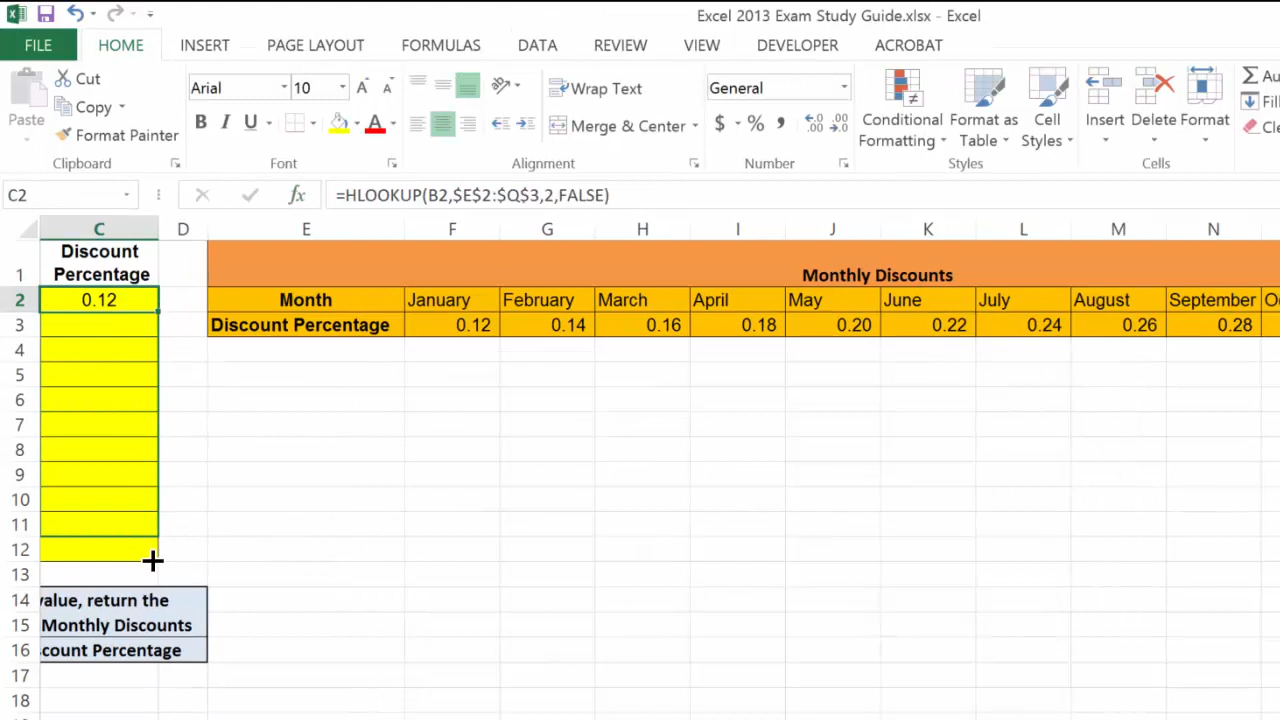 Excel 2013 Exam Study Guide.xlsx - Excel
FILE HOME INSERT PAGE LAYOUT FORMULAS DATA REVIEW VIEW DEVELOPER ACROBAT
Cut
Copy
Format Painter
Paste
Arial 10
B I U A
Wrap Text
Merge & Center
General
$ % ,
Conditional Formatting
Format as Table
Cell Styles
Insert Delete Format
Σ Au
Fil
Cle
Clipboard Font Alignment Number Styles Cells
C2 fx =HLOOKUP(B2,$E$2:$Q$3,2,FALSE)
C D E F G H I J K L M N
1 Discount Percentage Monthly Discounts
2 0.12 Month January February March April May June July August September O
3 Discount Percentage 0.12 0.14 0.16 0.18 0.20 0.22 0.24 0.26 0.28
4
5
6
7
8
9
10
11
12
13
14 value, return the
15 Monthly Discounts
16 count Percentage
17
18